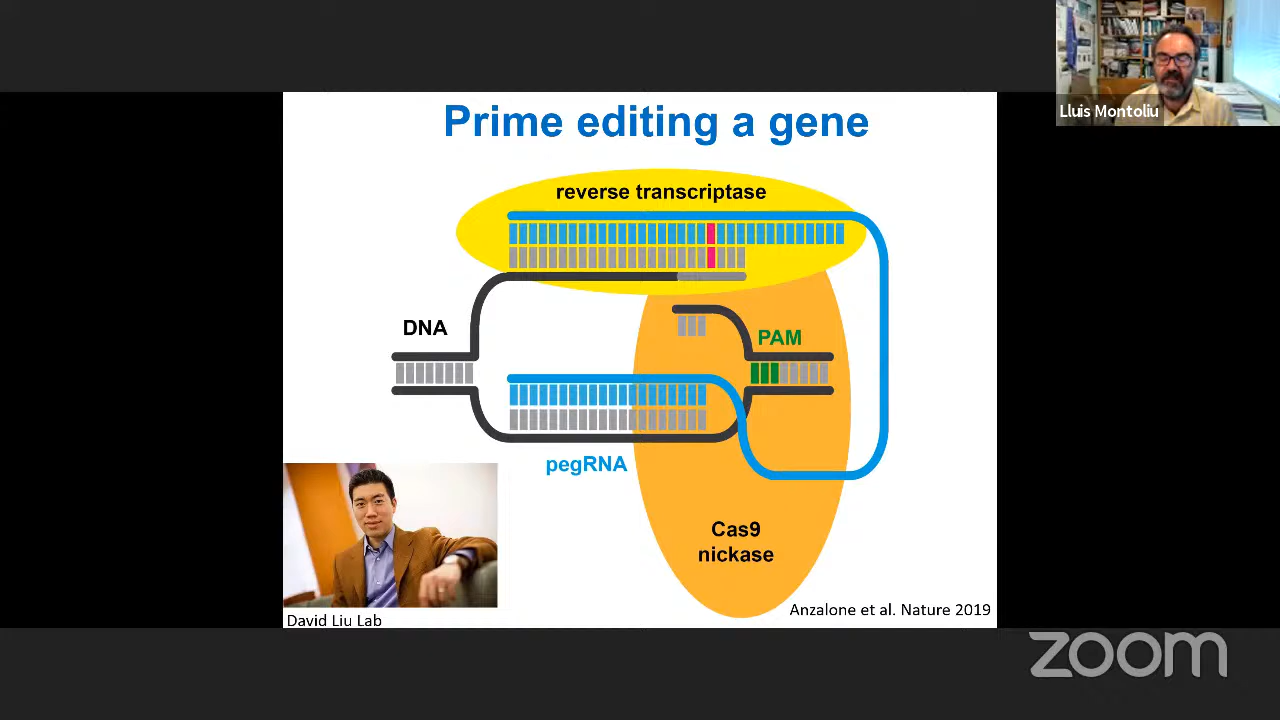 Lluis Montoliu
Prime editing a gene
reverse transcriptase
DNA
PAM
pegRNA
Cas9
nickase
Anzalone et al. Nature 2019
David Liu Lab
zoom